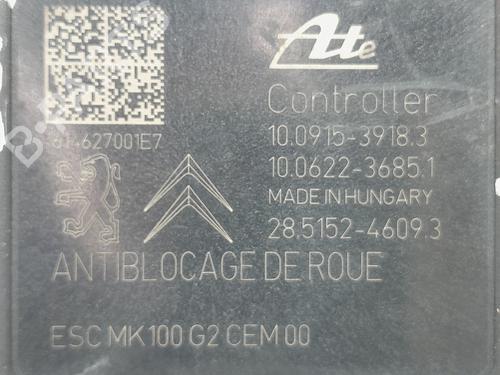 Ate
Controller
614627001E7
10.0915-3918.3
10.0622-3685.1
MADE IN HUNGARY
28.5152-4609.3
ANTIBLOCAGE DE ROUE
ESC MK100 G2 CEM 00